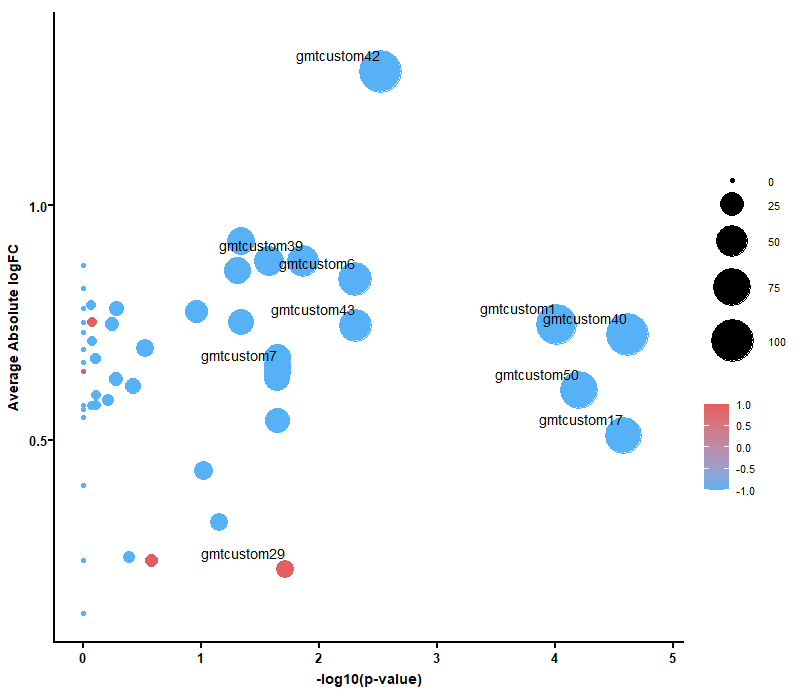 gmtcustom42
gmtcustom39
gmtcustom6
gmtcustom43
gmtcustom1
gmtcustom40
gmtcustom7
gmtcustom50
gmtcustom17
gmtcustom29
Average Absolute logFC
1.0
0.5
0 1 2 3 4 5
-log10(p-value)
0
25
50
75
100
1.0
0.5
0.0
-0.5
-1.0